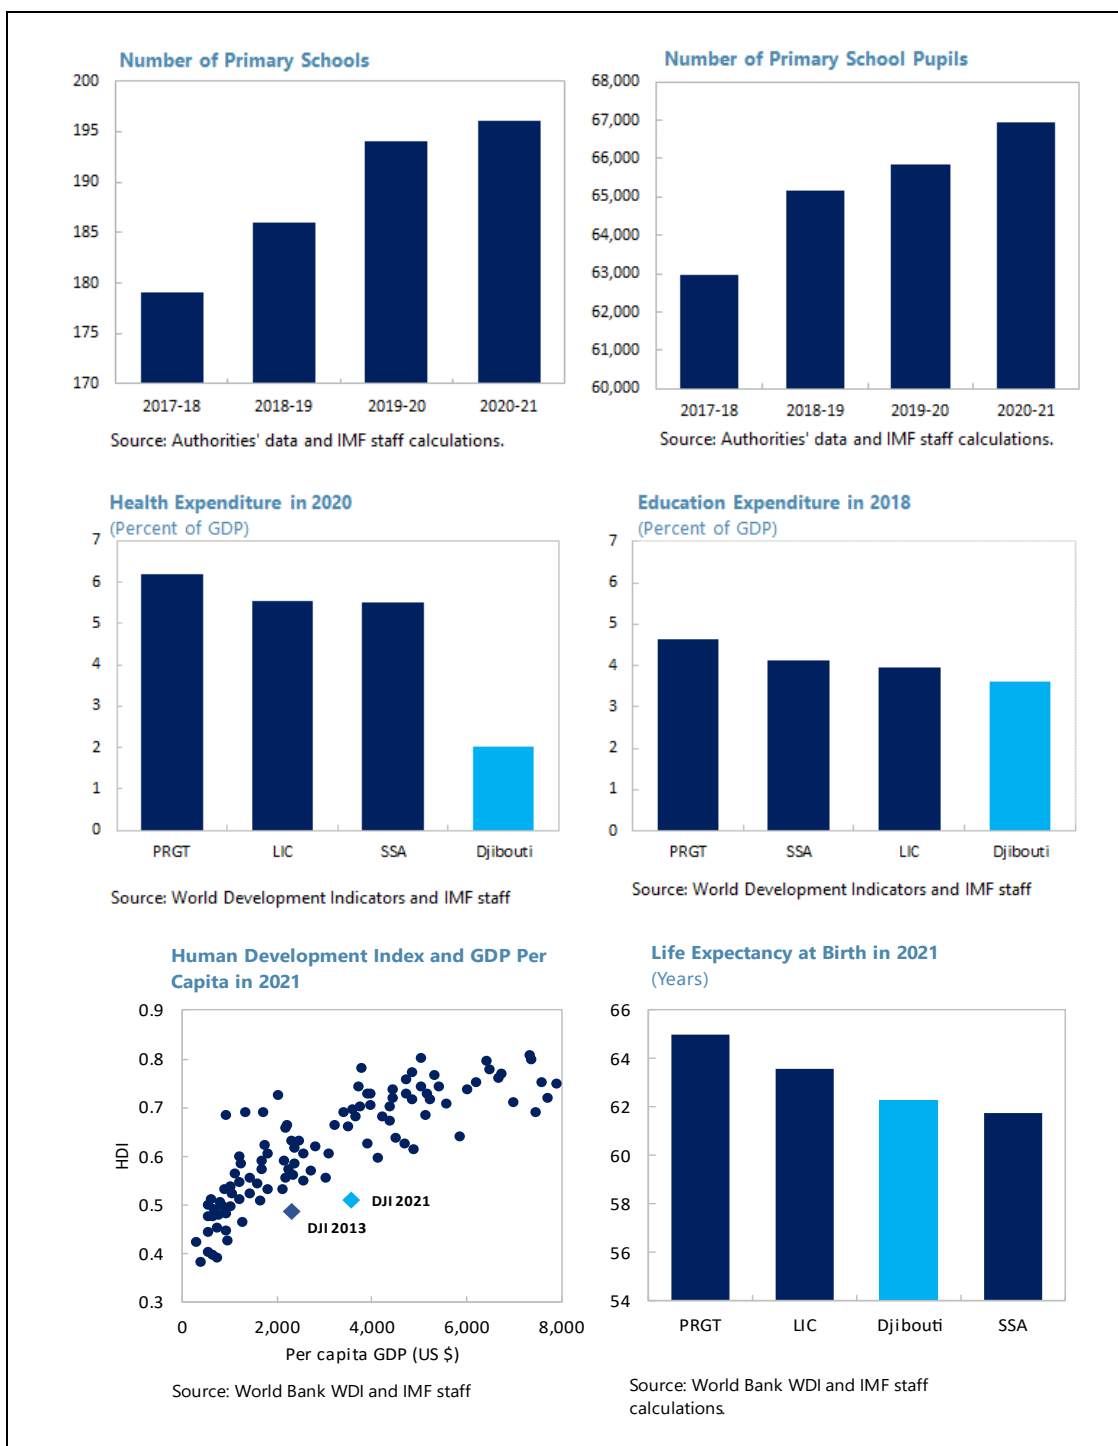 Number of Primary Schools
200
195
190
185
180
175
170
2017-18 2018-19 2019-20 2020-21
Source: Authorities' data and IMF staff calculations.
Number of Primary School Pupils
68,000
67,000
66,000
65,000
64,000
63,000
62,000
61,000
60,000
2017-18 2018-19 2019-20 2020-21
Source: Authorities' data and IMF staff calculations.
Health Expenditure in 2020
(Percent of GDP)
7
6
5
4
3
2
1
0
PRGT LIC SSA Djibouti
Source: World Development Indicators and IMF staff
Education Expenditure in 2018
(Percent of GDP)
7
6
5
4
3
2
1
0
PRGT SSA LIC Djibouti
Source: World Development Indicators and IMF staff
Human Development Index and GDP Per
Capita in 2021
0.9
0.8
0.7
0.6
0.5
0.4
0.3
HDI
DJI 2021
DJI 2013
0 2,000 4,000 6,000 8,000
Per capita GDP (US $)
Source: World Bank WDI and IMF staff
Life Expectancy at Birth in 2021
(Years)
66
64
62
60
58
56
54
PRGT LIC Djibouti SSA
Source: World Bank WDI and IMF staff
calculations.